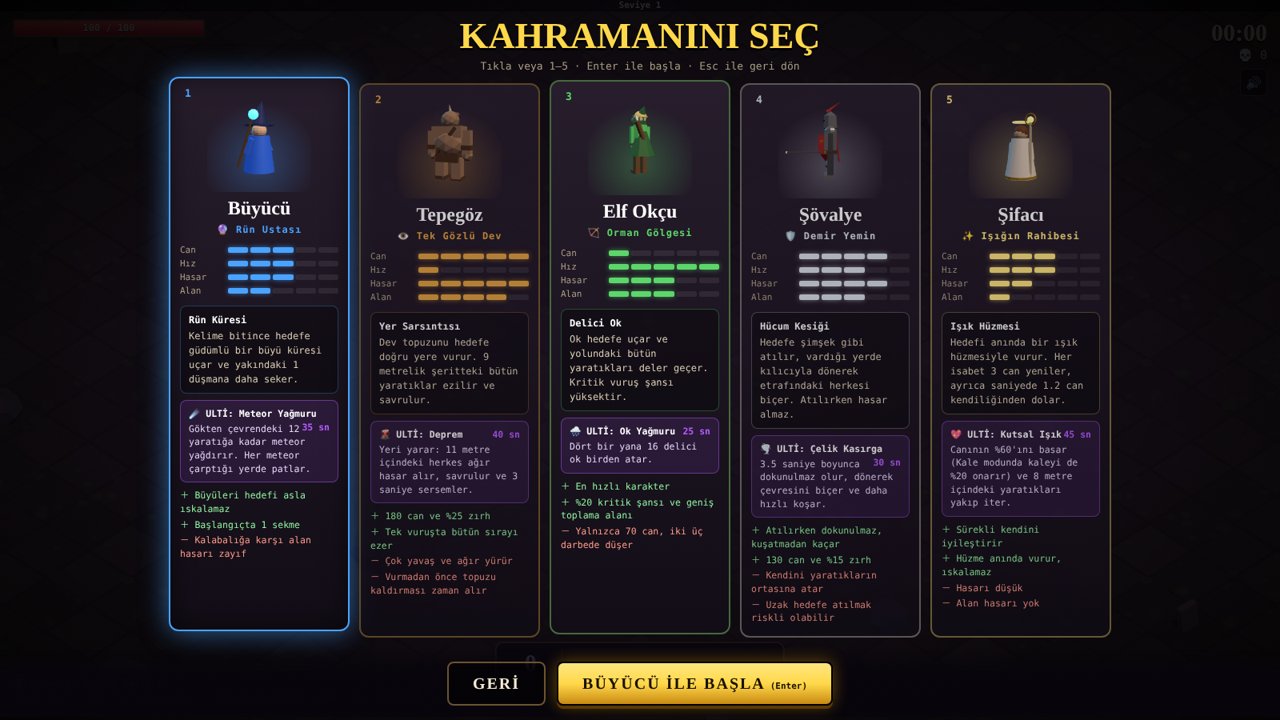 Seviye 1
100 / 100
00:00
0
KAHRAMANINI SEÇ
Tıkla veya 1–5 · Enter ile başla · Esc ile geri dön
1
Büyücü
Rün Ustası
Can
Hız
Hasar
Alan
Rün Küresi
Kelime bitince hedefe
güdümlü bir büyü küresi
uçar ve yakındaki 1
düşmana daha seker.
ULTİ: Meteor Yağmuru
35 sn
Gökten çevrendeki 12
yaratığa kadar meteor
yağdırır. Her meteor
çarptığı yerde patlar.
+ Büyüleri hedefi asla
ıskalamaz
+ Başlangıçta 1 sekme
− Kalabalığa karşı alan
hasarı zayıf
2
Tepegöz
Tek Gözlü Dev
Can
Hız
Hasar
Alan
Yer Sarsıntısı
Dev topuzunu hedefe
doğru yere vurur. 9
metrelik şeritteki bütün
yaratıklar ezilir ve
savrulur.
ULTİ: Deprem
40 sn
Yeri yarar: 11 metre
içindeki herkes ağır
hasar alır, savrulur ve 3
saniye sersemler.
+ 180 can ve %25 zırh
+ Tek vuruşta bütün sırayı
ezer
− Çok yavaş ve ağır yürür
− Vurmadan önce topuzu
kaldırması zaman alır
3
Elf Okçu
Orman Gölgesi
Can
Hız
Hasar
Alan
Delici Ok
Ok hedefe uçar ve
yolundaki bütün
yaratıkları deler geçer.
Kritik vuruş şansı
yüksektir.
ULTİ: Ok Yağmuru
25 sn
Dört bir yana 16 delici
ok birden atar.
+ En hızlı karakter
+ %20 kritik şansı ve geniş
toplama alanı
− Yalnızca 70 can, iki üç
darbede düşer
4
Şövalye
Demir Yemin
Can
Hız
Hasar
Alan
Hücum Kesiği
Hedefe şimşek gibi
atılır, vardığı yerde
kılıcıyla dönerek
etrafındaki herkesi
biçer. Atılırken hasar
almaz.
ULTİ: Çelik Kasırga
30 sn
3.5 saniye boyunca
dokunulmaz olur, dönerek
çevresini biçer ve daha
hızlı koşar.
+ Atılırken dokunulmaz,
kuşatmadan kaçar
+ 130 can ve %15 zırh
− Kendini yaratıkların
ortasına atar
− Uzak hedefe atılmak
riskli olabilir
5
Şifacı
Işığın Rahibesi
Can
Hız
Hasar
Alan
Işık Hüzmesi
Hedefi anında bir ışık
hüzmesiyle vurur. Her
isabet 3 can yeniler,
ayrıca saniyede 1.2 can
kendiliğinden dolar.
ULTİ: Kutsal Işık
45 sn
Canının %60'ını basar
(Kale modunda kaleyi de
%20 onarır) ve 8 metre
içindeki yaratıkları
yakıp iter.
+ Sürekli kendini
iyileştirir
+ Hüzme anında vurur,
ıskalamaz
− Hasarı düşük
− Alan hasarı yok
0
GERİ
BÜYÜCÜ İLE BAŞLA (Enter)